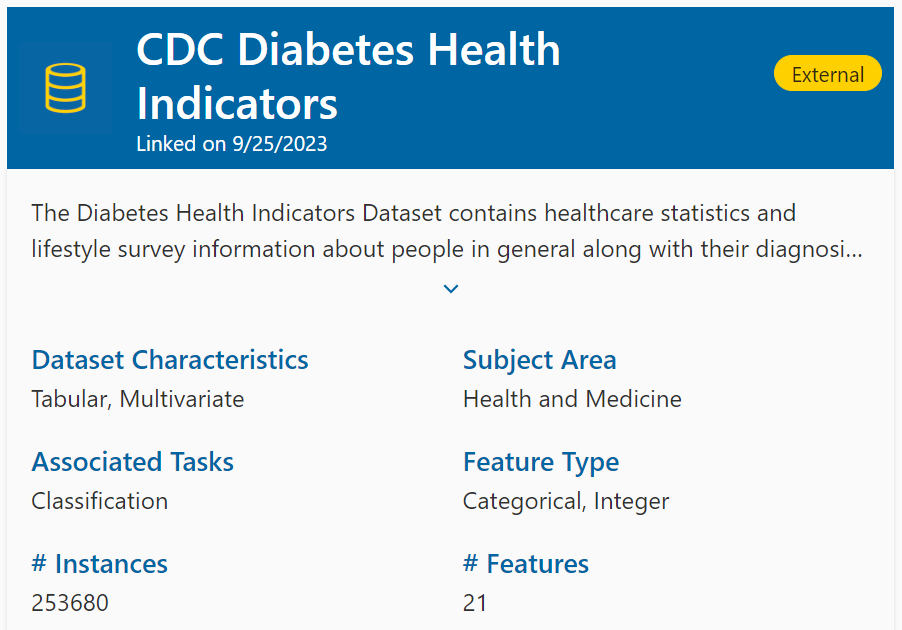 CDC Diabetes Health
Indicators
Linked on 9/25/2023
External
The Diabetes Health Indicators Dataset contains healthcare statistics and
lifestyle survey information about people in general along with their diagnosi...
Dataset Characteristics
Tabular, Multivariate
Subject Area
Health and Medicine
Associated Tasks
Classification
Feature Type
Categorical, Integer
# Instances
253680
# Features
21